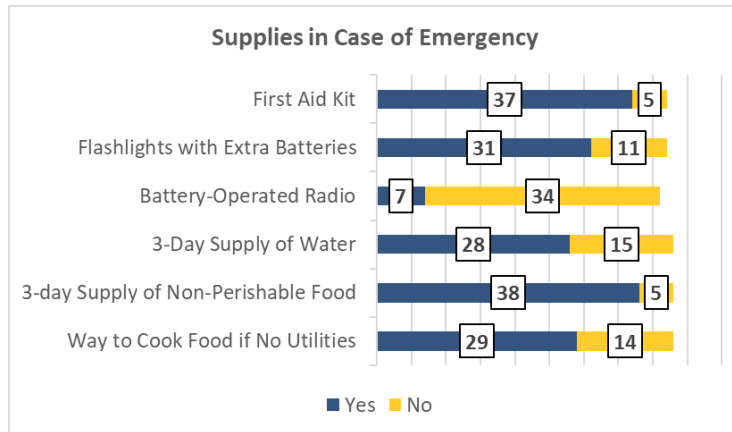 Supplies in Case of Emergency
First Aid Kit 37 5
Flashlights with Extra Batteries 31 11
Battery-Operated Radio 7 34
3-Day Supply of Water 28 15
3-day Supply of Non-Perishable Food 38 5
Way to Cook Food if No Utilities 29 14
Yes No